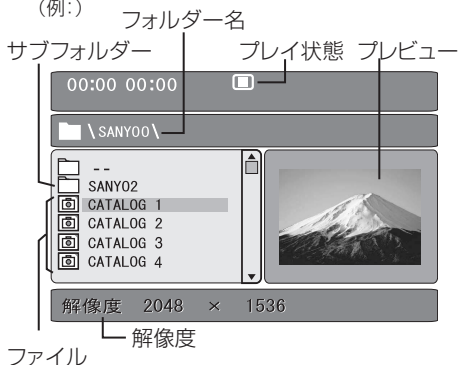 (例:)
フォルダー名
サブフォルダー
プレイ状態 プレビュー
00:00 00:00
\SANYO0\
--
SANYO2
CATALOG 1
CATALOG 2
CATALOG 3
CATALOG 4
解像度 2048 × 1536
解像度
ファイル